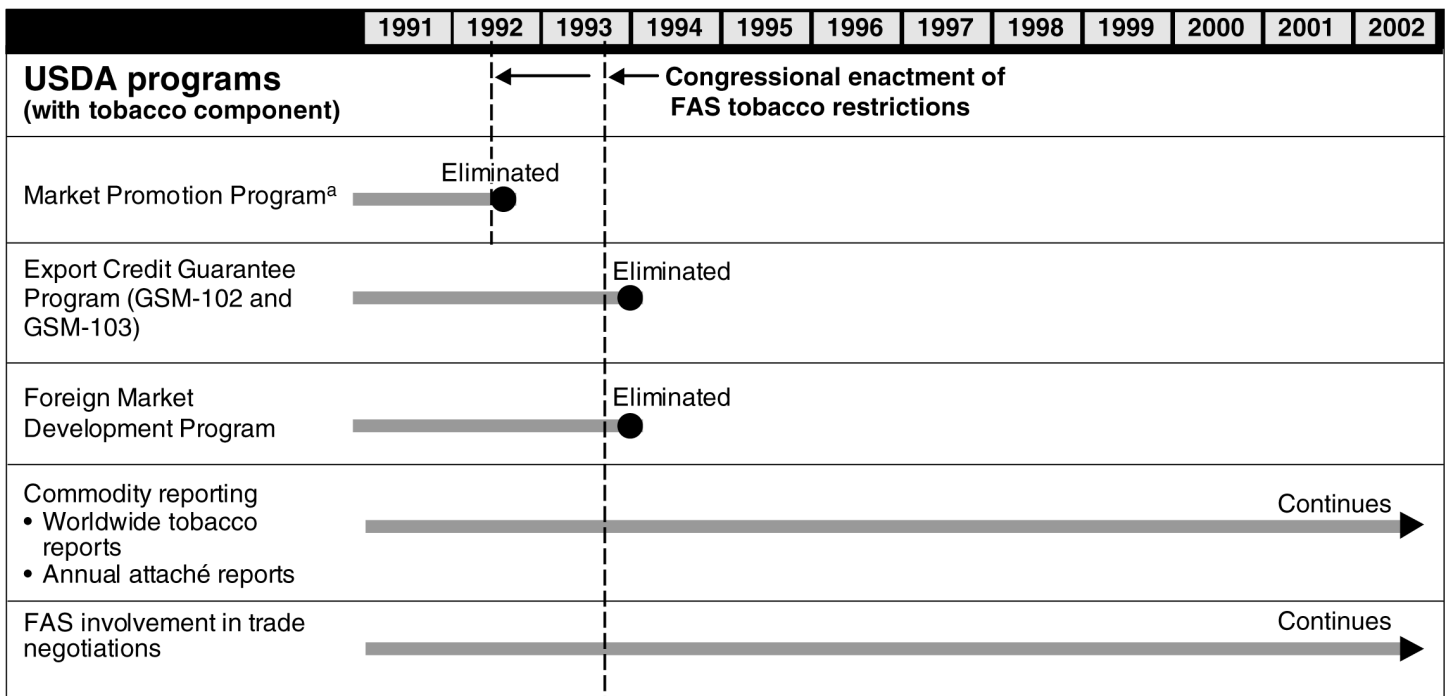 1991 1992 1993 1994 1995 1996 1997 1998 1999 2000 2001 2002
USDA programs
(with tobacco component)
Congressional enactment of
FAS tobacco restrictions
Market Promotion Programa
Eliminated
Export Credit Guarantee
Program (GSM-102 and
GSM-103)
Eliminated
Foreign Market
Development Program
Eliminated
Commodity reporting
• Worldwide tobacco
reports
• Annual attaché reports
Continues
FAS involvement in trade
negotiations
Continues